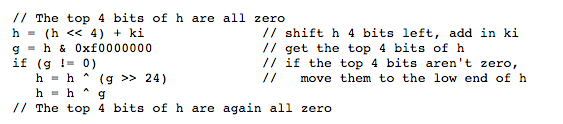 // The top 4 bits of h are all zero
h = (h << 4) + ki // shift h 4 bits left, add in ki
g = h & 0xf0000000 // get the top 4 bits of h
if (g != 0) // if the top 4 bits aren't zero,
h = h ^ (g >> 24) // move them to the low end of h
h = h ^ g
// The top 4 bits of h are again all zero